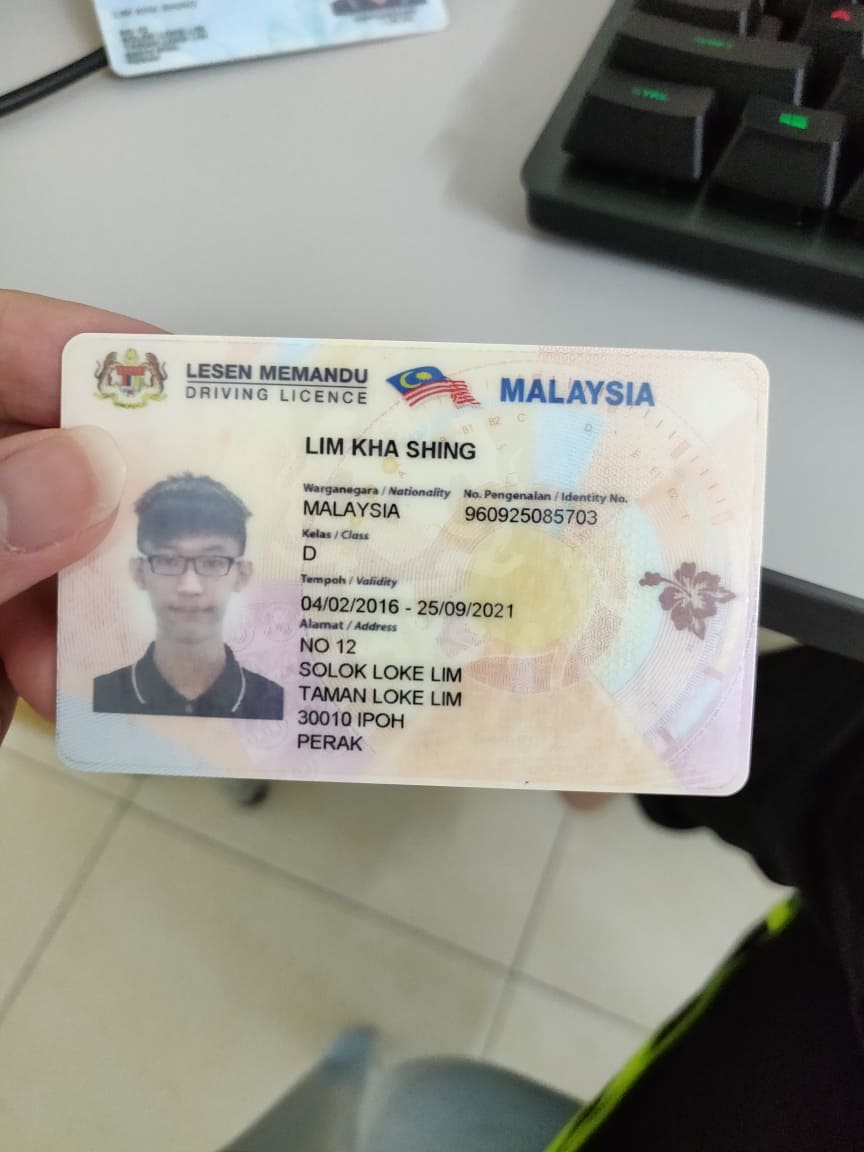 LESEN MEMANDU
DRIVING LICENCE
MALAYSIA
LIM KHA SHING
Warganegara / Nationality No. Pengenalan / Identity No.
MALAYSIA 960925085703
Kelas / Class
D
Tempoh / Validity
04/02/2016 - 25/09/2021
Alamat / Address
NO 12
SOLOK LOKE LIM
TAMAN LOKE LIM
30010 IPOH
PERAK